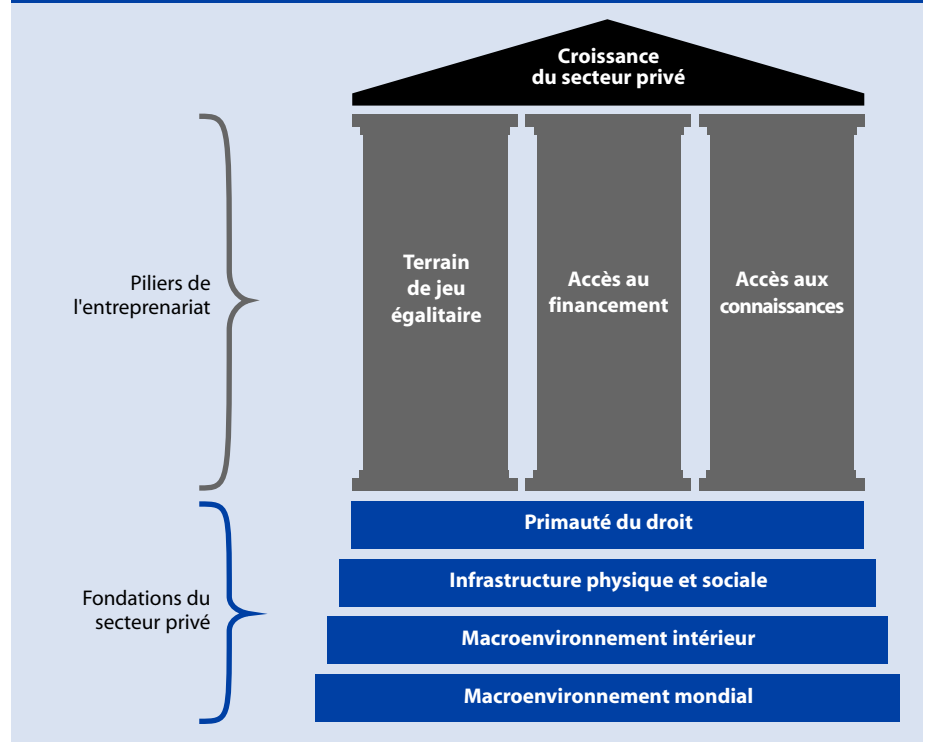 Croissance
du secteur privé
Piliers de
l'entreprenariat
Terrain
de jeu
égalitaire
Accès au
financement
Accès aux
connaissances
Fondations du
secteur privé
Primauté du droit
Infrastructure physique et sociale
Macroenvironnement intérieur
Macroenvironnement mondial